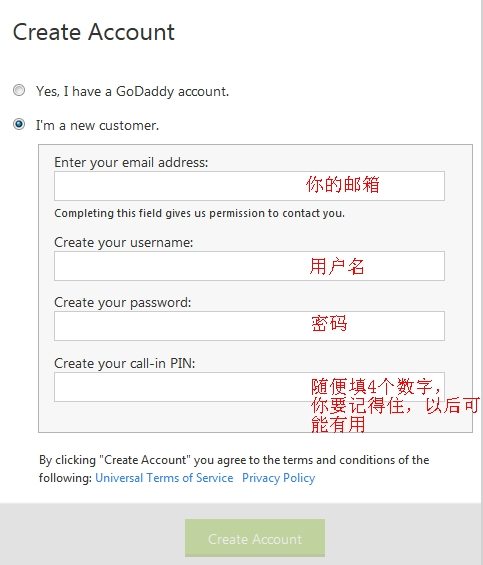 Create Account
Yes, I have a GoDaddy account.
I'm a new customer.
Enter your email address:
你的邮箱
Completing this field gives us permission to contact you.
Create your username:
用户名
Create your password:
密码
Create your call-in PIN:
随便填4个数字，
你要记得住，以后可
能有用
By clicking "Create Account" you agree to the terms and conditions of the
following: Universal Terms of Service Privacy Policy
Create Account